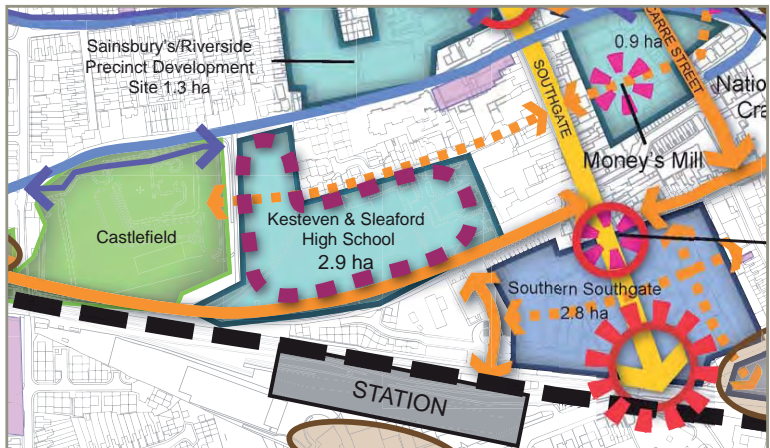 Sainsbury's/Riverside
Precinct Development
Site 1.3 ha
SOUTHGATE
0.9 ha
CARRE STREET
Money's Mill
Castlefield
Kesteven & Sleaford
High School
2.9 ha
Southern Southgate
2.8 ha
STATION